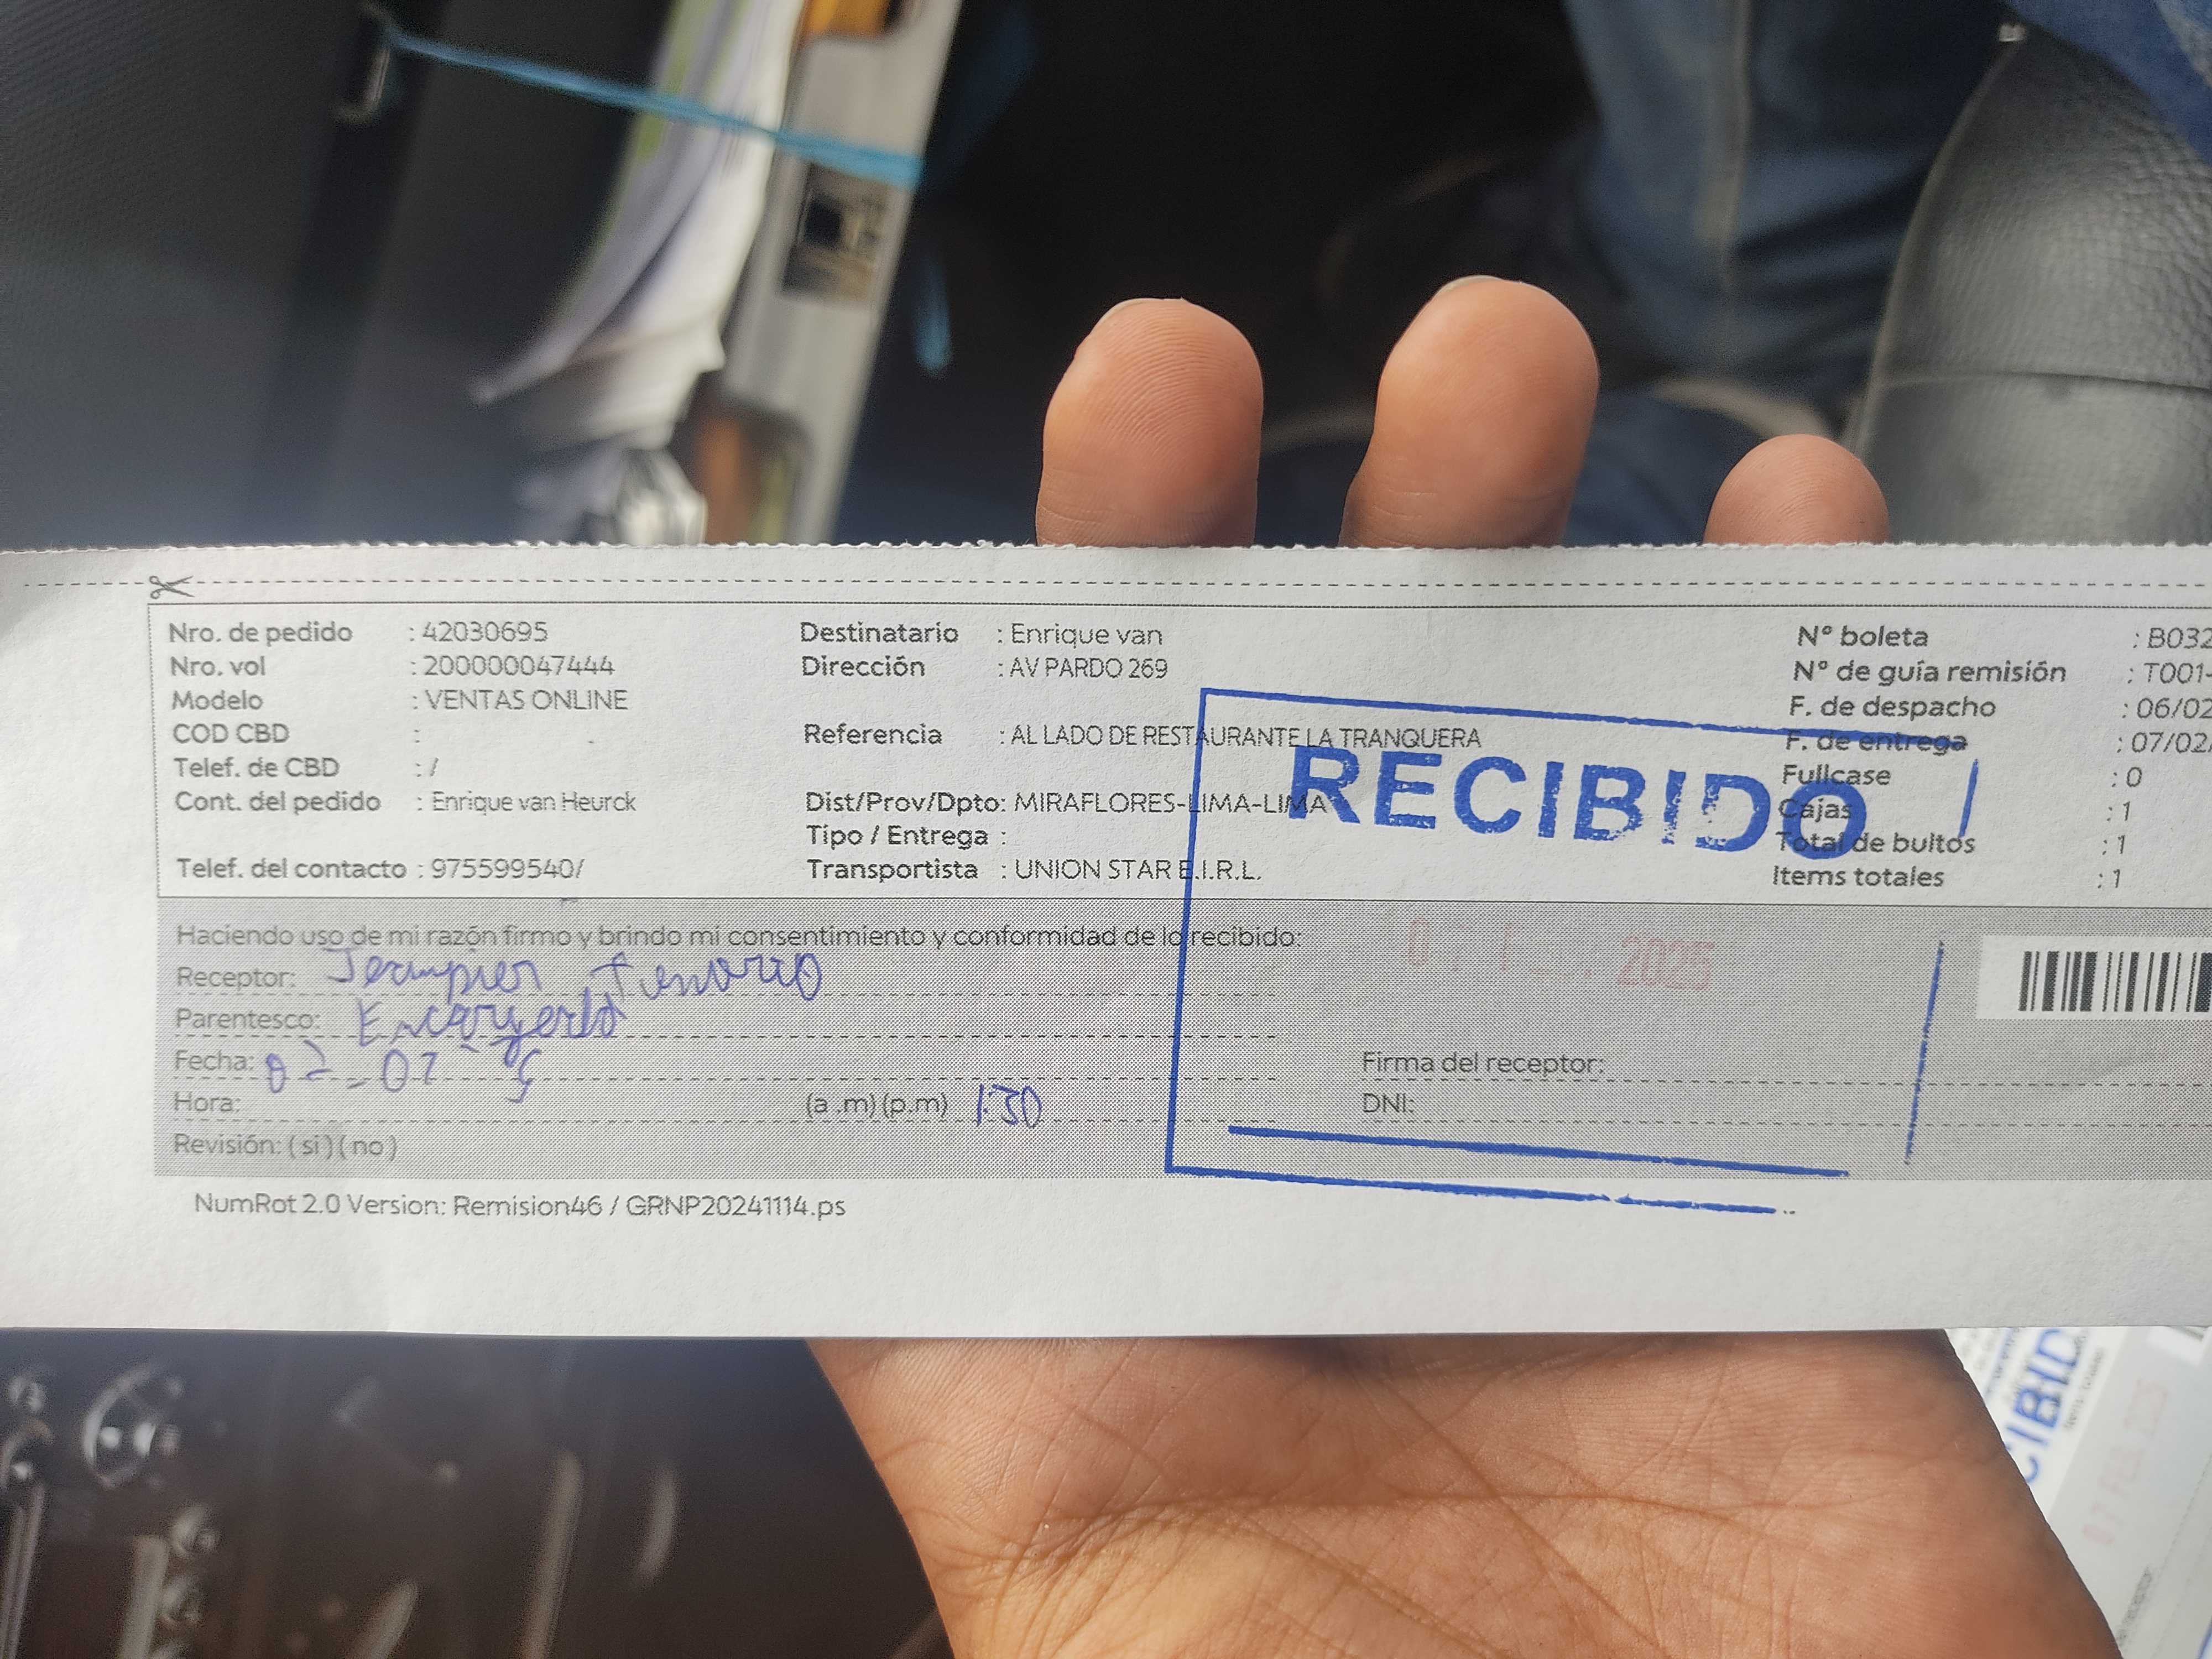 Nro. de pedido : 42030695
Nro. vol : 200000047444
Modelo : VENTAS ONLINE
COD CBD :
Telef. de CBD : /
Cont. del pedido : Enrique van Heurck
Telef. del contacto : 975599540/
Destinatario : Enrique van
Dirección : AV PARDO 269
Referencia : AL LADO DE RESTAURANTE LA TRANQUERA
Dist/Prov/Dpto: MIRAFLORES-LIMA-LIMA
Tipo / Entrega :
Transportista : UNION STAR E.I.R.L.
N° boleta : B032
N° de guía remisión : T001-
F. de despacho : 06/02
F. de entrega : 07/02/
Fullcase : 0
Cajas : 1
Total de bultos : 1
Items totales : 1
RECIBIDO
2025
Haciendo uso de mi razón firmo y brindo mi consentimiento y conformidad de lo recibido:
Receptor:
Parentesco: Encargado
Fecha:
Hora: (a .m)(p.m) 1:30
Revisión: ( si ) ( no )
Firma del receptor:
DNI:
NumRot 2.0 Version: Remision46 / GRNP20241114.ps
CIBID